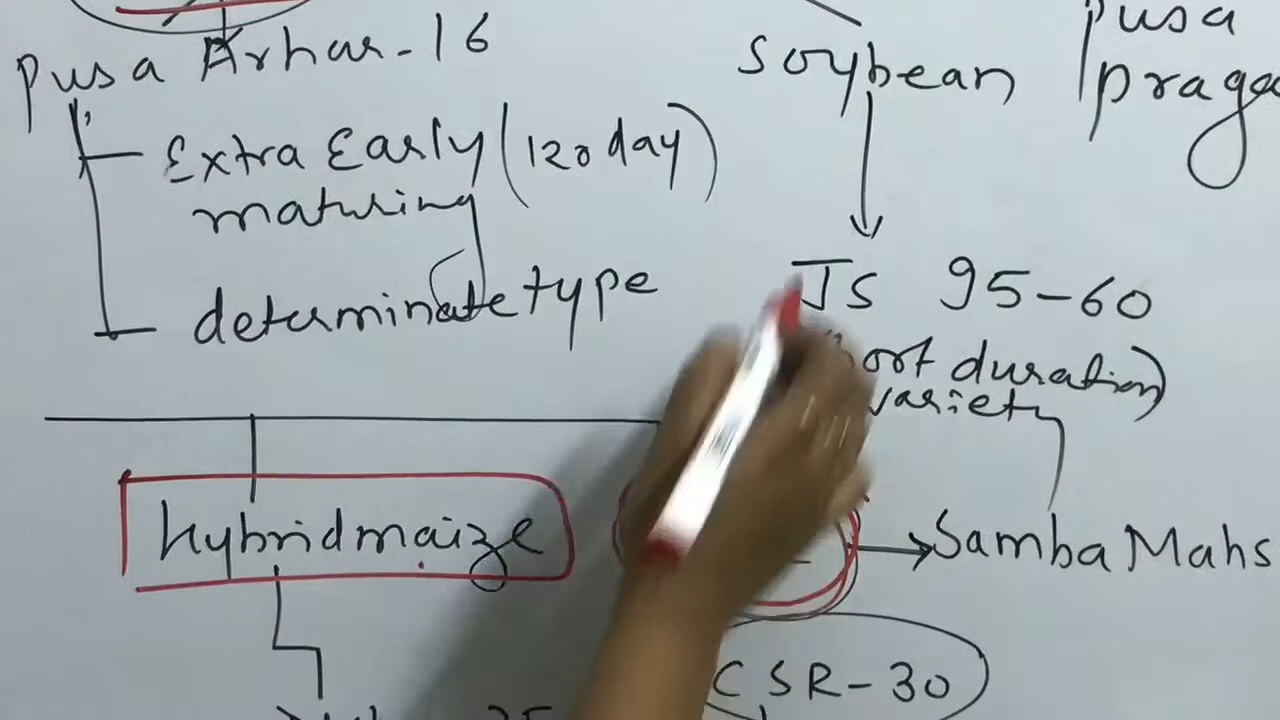 Pusa Arhar-16
Extra Early (120 day)
maturing
determinate type
Soybean
JS 95-60
duration)
variety
Pusa
hybrid maize
Samba Mahs
CSR-30